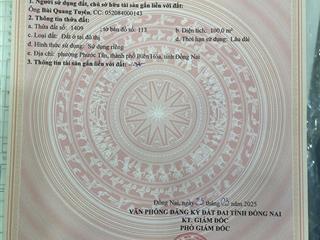 1. Người sử dụng đất, chủ sở hữu tài sản gắn liền với đất:
Ông Bùi Quang Tuyên, CC: 052084000143
2. Thông tin thửa đất:
a. Thửa đất số: 1409 ; tờ bản đồ số: 113 b. Diện tích: 100,0 m²
c. Loại đất: Đất ở tại đô thị d. Thời hạn sử dụng: Lâu dài
đ. Hình thức sử dụng: Sử dụng riêng
e. Địa chỉ: phường Phước Tân, thành phố Biên Hòa, tỉnh Đồng Nai
3. Thông tin tài sản gắn liền với đất:
Đồng Nai, ngày tháng năm 2025
VĂN PHÒNG ĐĂNG KÝ ĐẤT ĐAI TỈNH ĐỒNG NAI
KT. GIÁM ĐỐC
PHÓ GIÁM ĐỐC